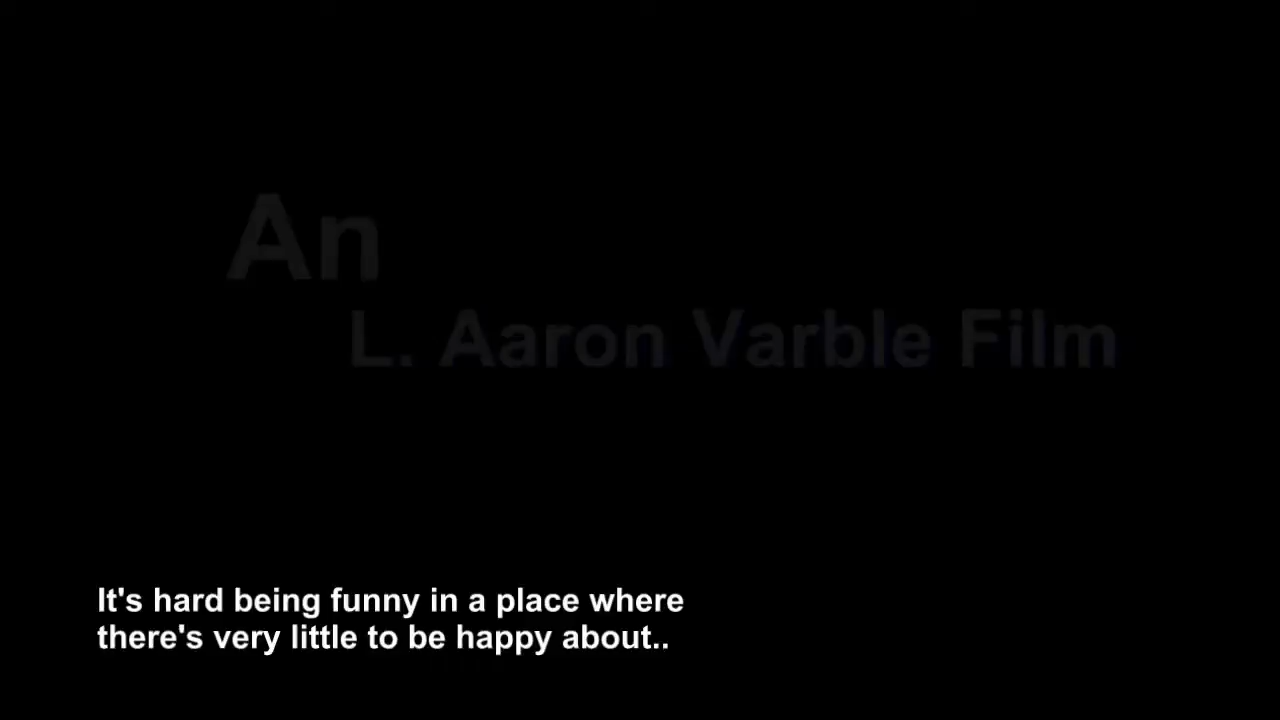 An
L. Aaron Varble Film
It's hard being funny in a place where
there's very little to be happy about..